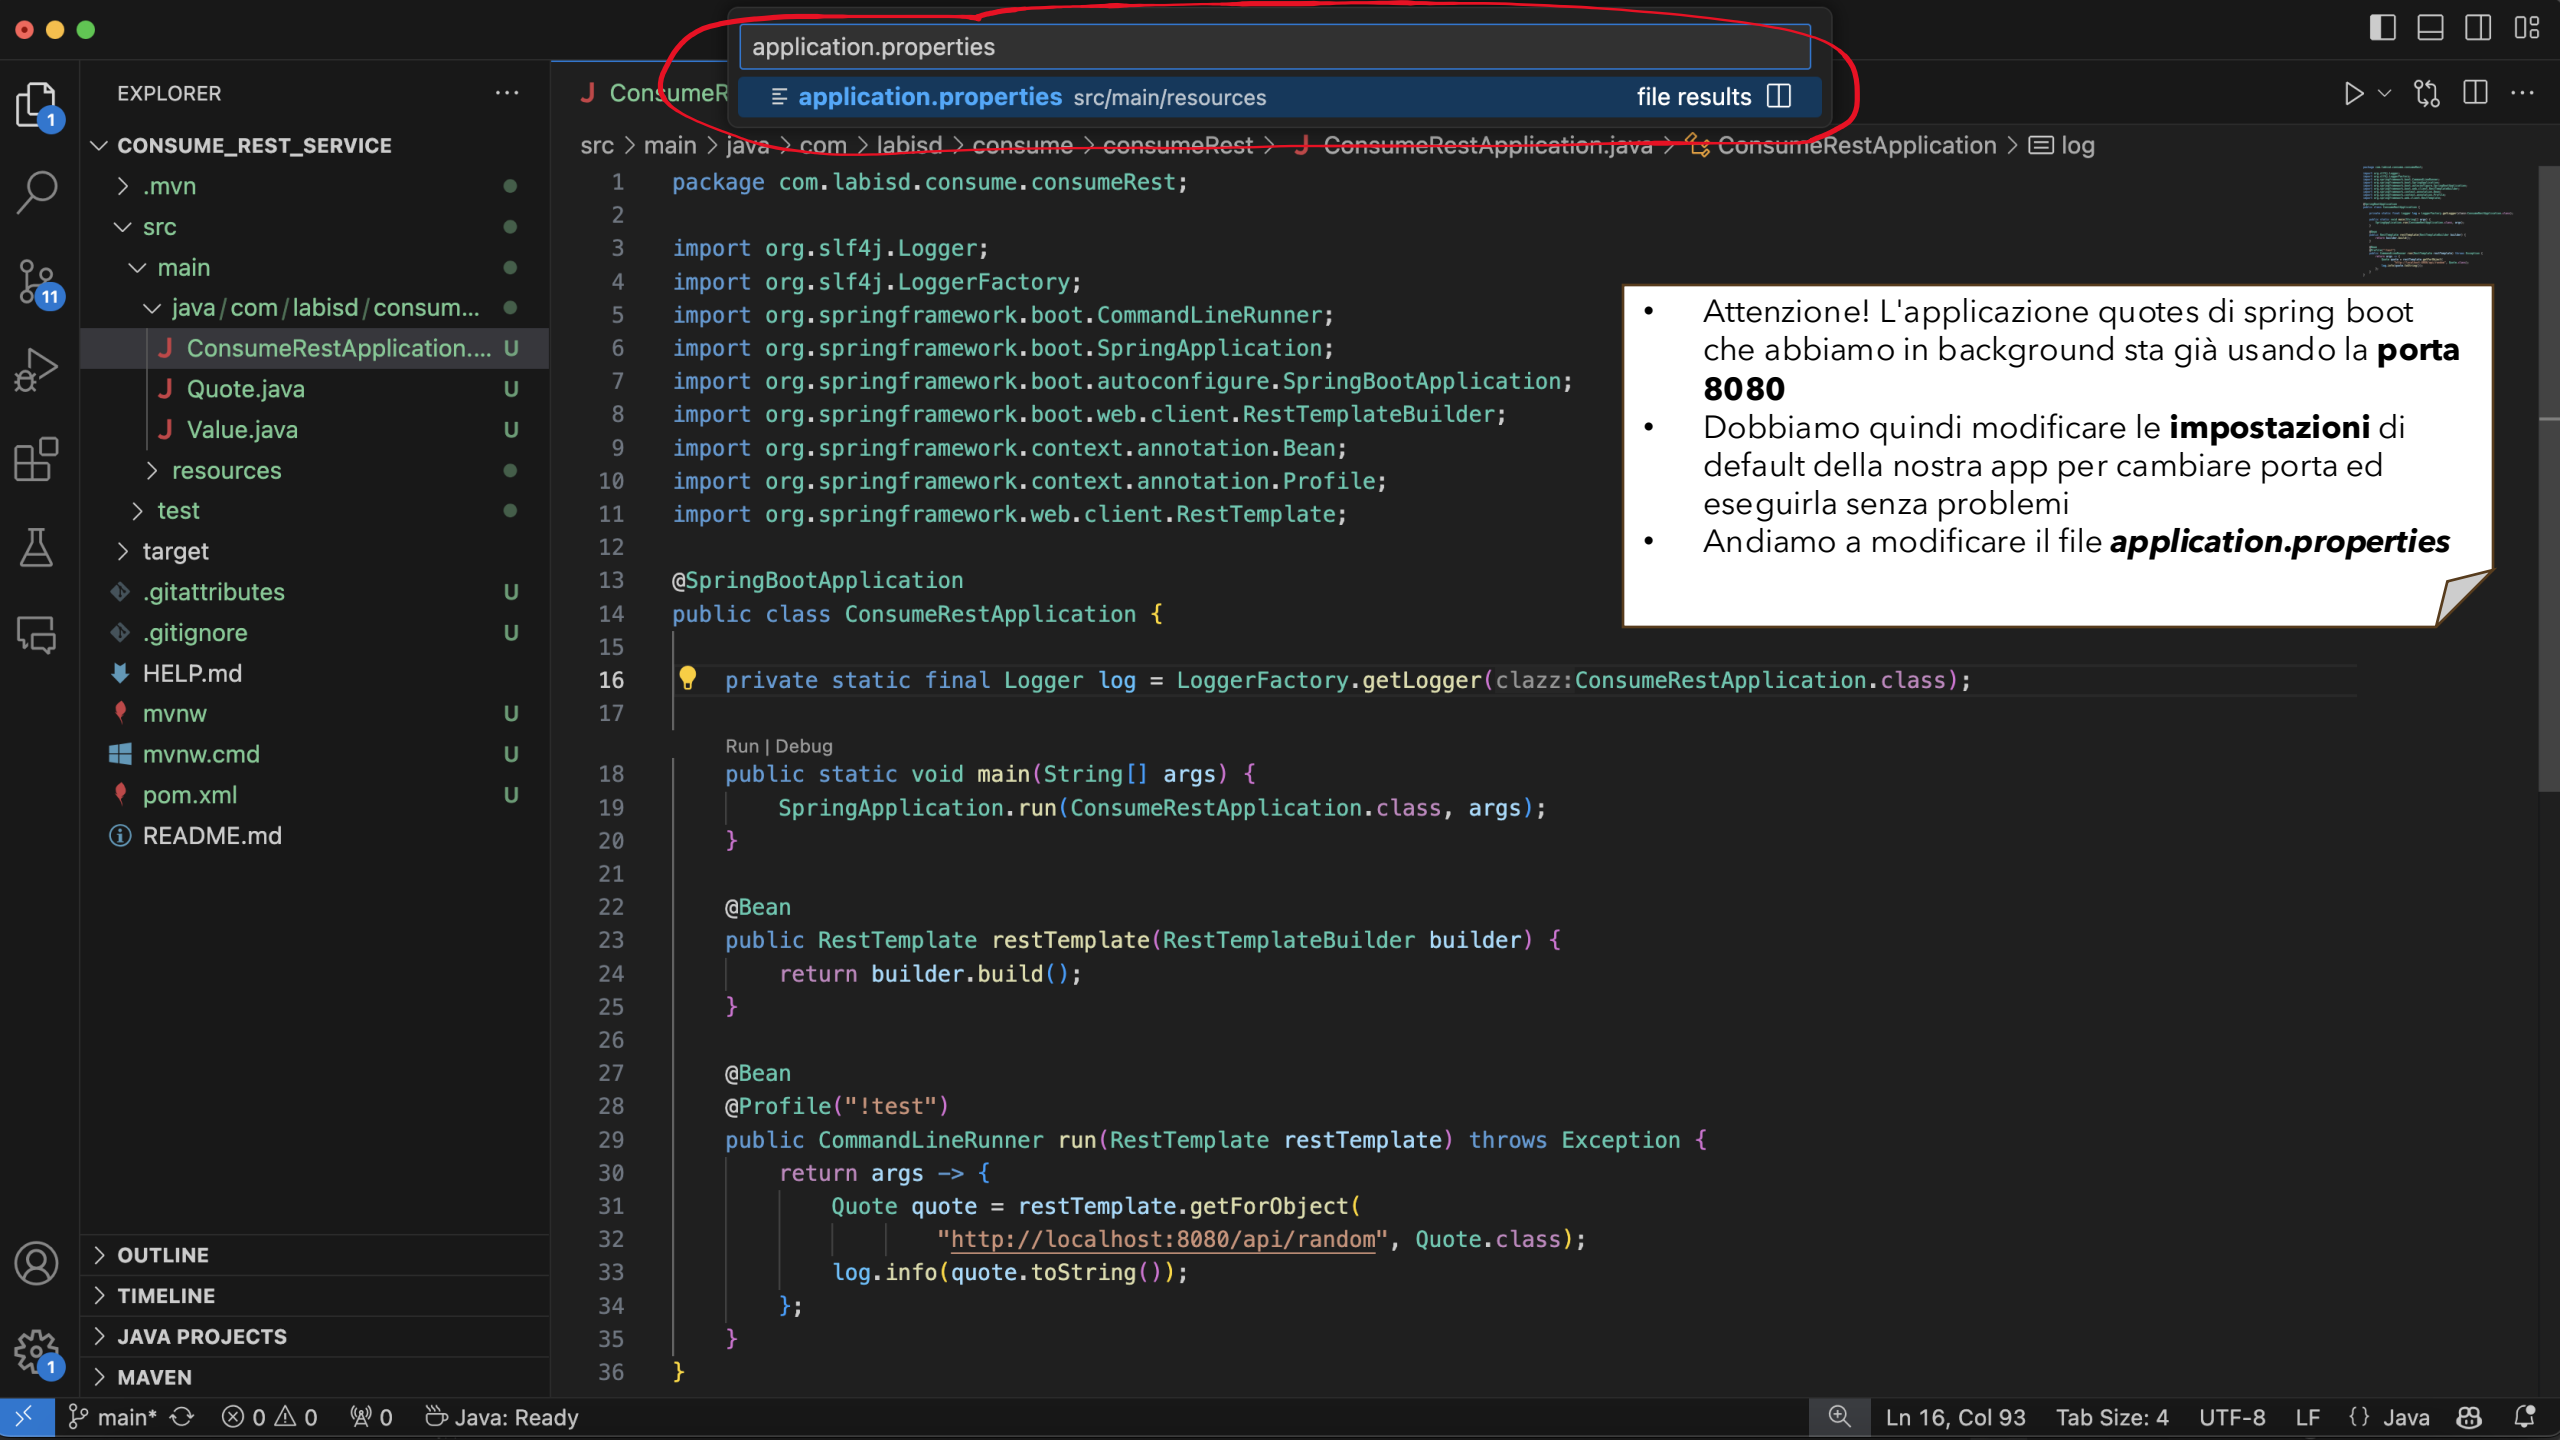 application.properties
application.properties src/main/resources file results
EXPLORER
CONSUME_REST_SERVICE
.mvn
src
main
java/com/labisd/consum...
ConsumeRestApplication.... U
Quote.java U
Value.java U
resources
test
target
.gitattributes U
.gitignore U
HELP.md
mvnw U
mvnw.cmd U
pom.xml U
README.md
OUTLINE
TIMELINE
JAVA PROJECTS
MAVEN
1
11
1
ConsumeR
src > main > java > com > labisd > consume > consumeRest > J ConsumeRestApplication.java > ConsumeRestApplication > log
1 package com.labisd.consume.consumeRest;
2
3 import org.slf4j.Logger;
4 import org.slf4j.LoggerFactory;
5 import org.springframework.boot.CommandLineRunner;
6 import org.springframework.boot.SpringApplication;
7 import org.springframework.boot.autoconfigure.SpringBootApplication;
8 import org.springframework.boot.web.client.RestTemplateBuilder;
9 import org.springframework.context.annotation.Bean;
10 import org.springframework.context.annotation.Profile;
11 import org.springframework.web.client.RestTemplate;
12
13 @SpringBootApplication
14 public class ConsumeRestApplication {
15
16 private static final Logger log = LoggerFactory.getLogger(clazz:ConsumeRestApplication.class);
17
Run | Debug
18 public static void main(String[] args) {
19 SpringApplication.run(ConsumeRestApplication.class, args);
20 }
21
22 @Bean
23 public RestTemplate restTemplate(RestTemplateBuilder builder) {
24 return builder.build();
25 }
26
27 @Bean
28 @Profile("!test")
29 public CommandLineRunner run(RestTemplate restTemplate) throws Exception {
30 return args -> {
31 Quote quote = restTemplate.getForObject(
32 "http://localhost:8080/api/random", Quote.class);
33 log.info(quote.toString());
34 };
35 }
36 }
• Attenzione! L'applicazione quotes di spring boot
che abbiamo in background sta già usando la porta
8080
• Dobbiamo quindi modificare le impostazioni di
default della nostra app per cambiare porta ed
eseguirla senza problemi
• Andiamo a modificare il file application.properties
main* 0 0 0 Java: Ready Ln 16, Col 93 Tab Size: 4 UTF-8 LF {} Java